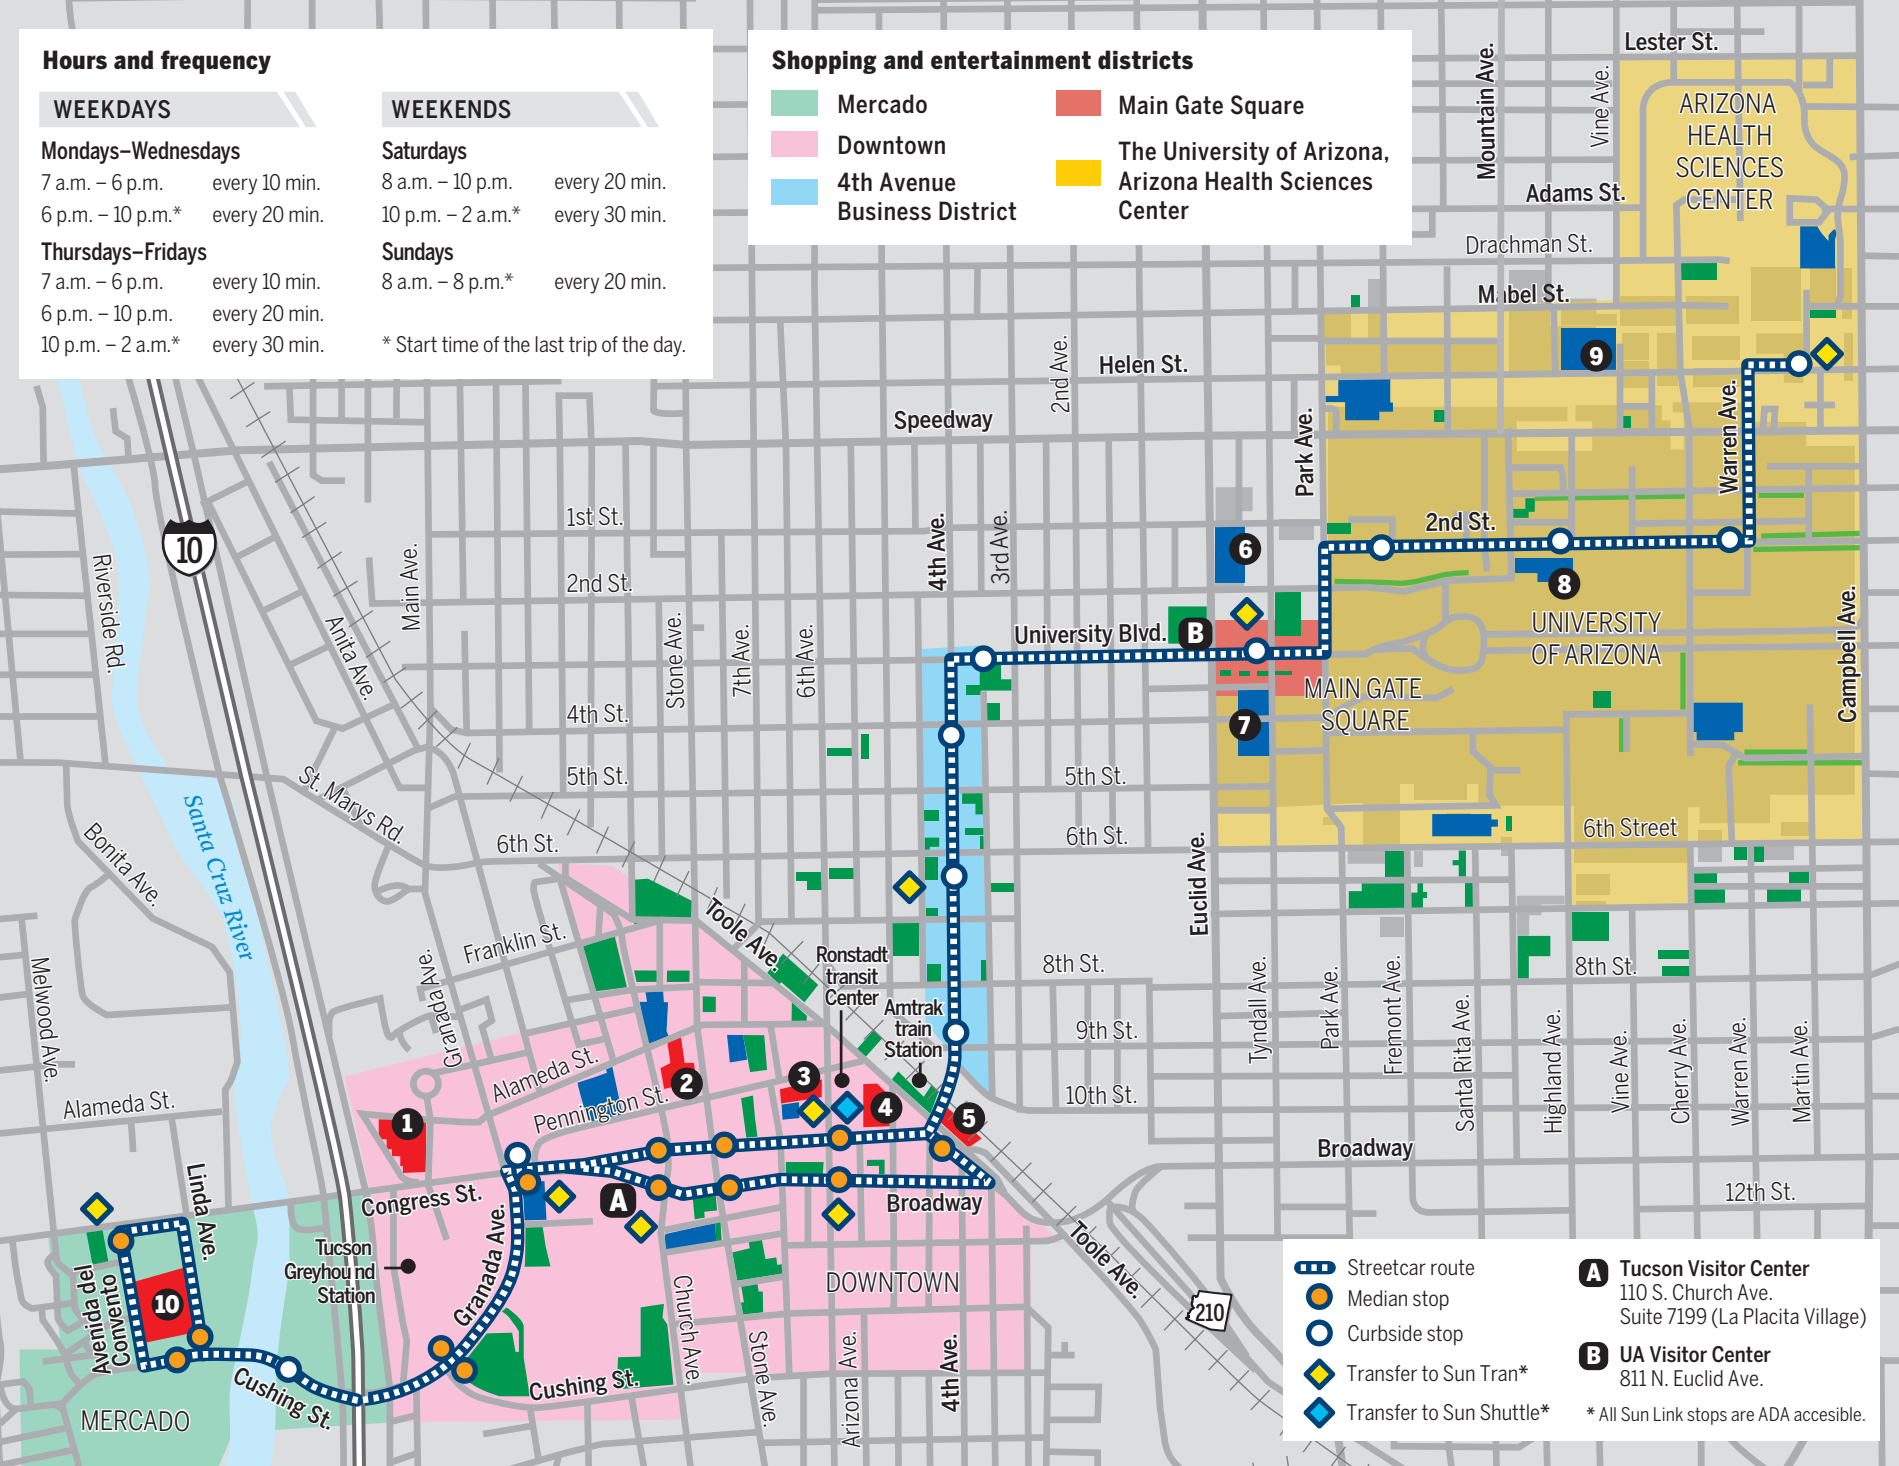 Hours and frequency
WEEKDAYS
Mondays–Wednesdays
7 a.m. – 6 p.m. every 10 min.
6 p.m. – 10 p.m.* every 20 min.
Thursdays–Fridays
7 a.m. – 6 p.m. every 10 min.
6 p.m. – 10 p.m. every 20 min.
10 p.m. – 2 a.m.* every 30 min.
WEEKENDS
Saturdays
8 a.m. – 10 p.m. every 20 min.
10 p.m. – 2 a.m.* every 30 min.
Sundays
8 a.m. – 8 p.m.* every 20 min.
* Start time of the last trip of the day.
Shopping and entertainment districts
Mercado
Downtown
4th Avenue
Business District
Main Gate Square
The University of Arizona,
Arizona Health Sciences
Center
Lester St.
Mountain Ave.
Vine Ave.
ARIZONA
HEALTH
SCIENCES
CENTER
Adams St.
Drachman St.
Mabel St.
9
Helen St.
2nd Ave.
Speedway
Park Ave.
Warren Ave.
10
1st St.
2nd St.
4th Ave.
3rd Ave.
2nd St.
6
8
Riverside Rd.
Main Ave.
Anita Ave.
Stone Ave.
7th Ave.
6th Ave.
University Blvd.
B
UNIVERSITY
OF ARIZONA
Campbell Ave.
MAIN GATE
SQUARE
7
4th St.
5th St.
5th St.
St. Marys Rd.
Santa Cruz River
Bonita Ave.
6th St.
6th St.
6th Street
Euclid Ave.
Toole Ave.
Franklin St.
Granada Ave.
Ronstadt
transit
Center
Amtrak
train
Station
8th St.
8th St.
9th St.
10th St.
Tyndall Ave.
Park Ave.
Fremont Ave.
Santa Rita Ave.
Highland Ave.
Vine Ave.
Cherry Ave.
Warren Ave.
Martin Ave.
Melwood Ave.
Alameda St.
Alameda St.
Pennington St.
1
2
3
4
5
Broadway
12th St.
Linda Ave.
Congress St.
A
Broadway
Tucson
Greyhound
Station
Granada Ave.
Avenida del
Convento
10
Cushing St.
MERCADO
Cushing St.
Church Ave.
Stone Ave.
Arizona Ave.
4th Ave.
DOWNTOWN
Toole Ave.
210
Streetcar route
Median stop
Curbside stop
Transfer to Sun Tran*
Transfer to Sun Shuttle*
A Tucson Visitor Center
110 S. Church Ave.
Suite 7199 (La Placita Village)
B UA Visitor Center
811 N. Euclid Ave.
* All Sun Link stops are ADA accesible.